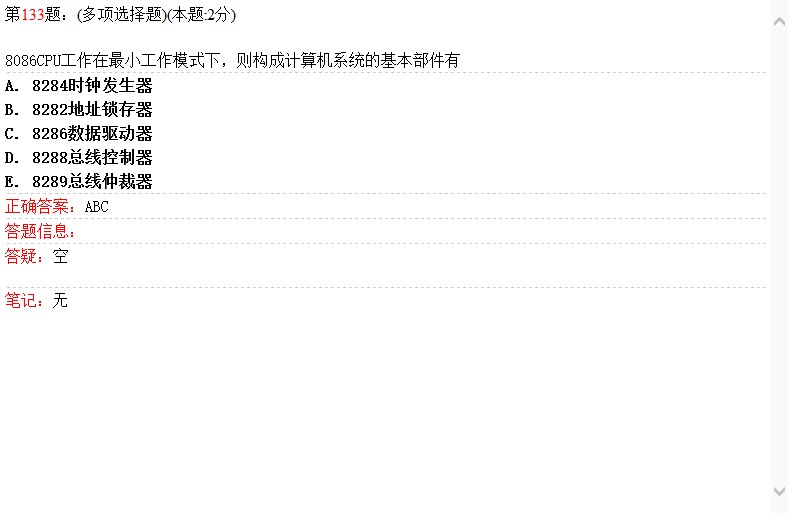 第133题：(多项选择题)(本题:2分)
8086CPU工作在最小工作模式下，则构成计算机系统的基本部件有
A. 8284时钟发生器
B. 8282地址锁存器
C. 8286数据驱动器
D. 8288总线控制器
E. 8289总线仲裁器
正确答案：ABC
答题信息：
答疑：空
笔记：无